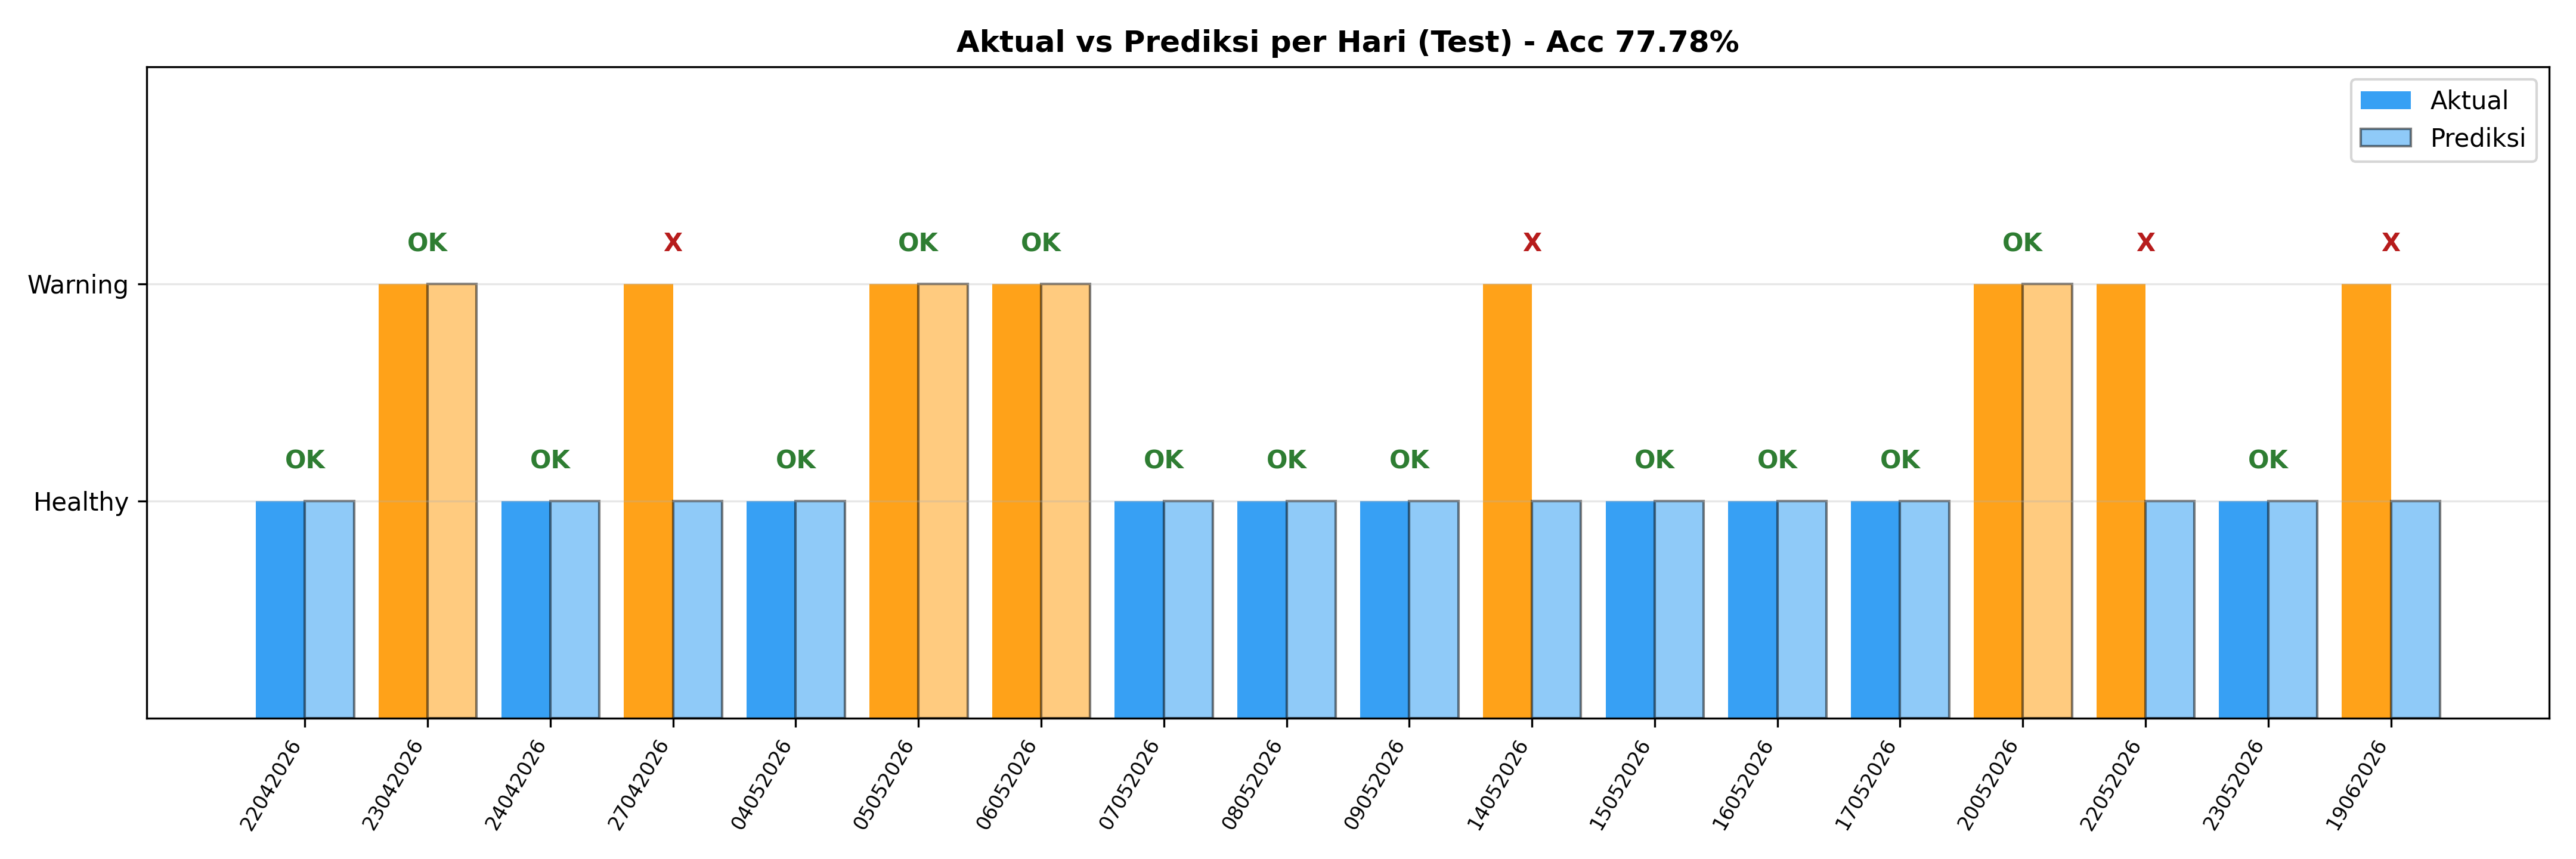 Aktual vs Prediksi per Hari (Test) - Acc 77.78%
Aktual
Prediksi
OK X OK OK X OK X X
Warning
OK OK OK OK OK OK OK OK OK OK
Healthy
22042026 23042026 24042026 27042026 04052026 05052026 06052026 07052026 08052026 09052026 14052026 15052026 16052026 17052026 20052026 22052026 23052026 19062026